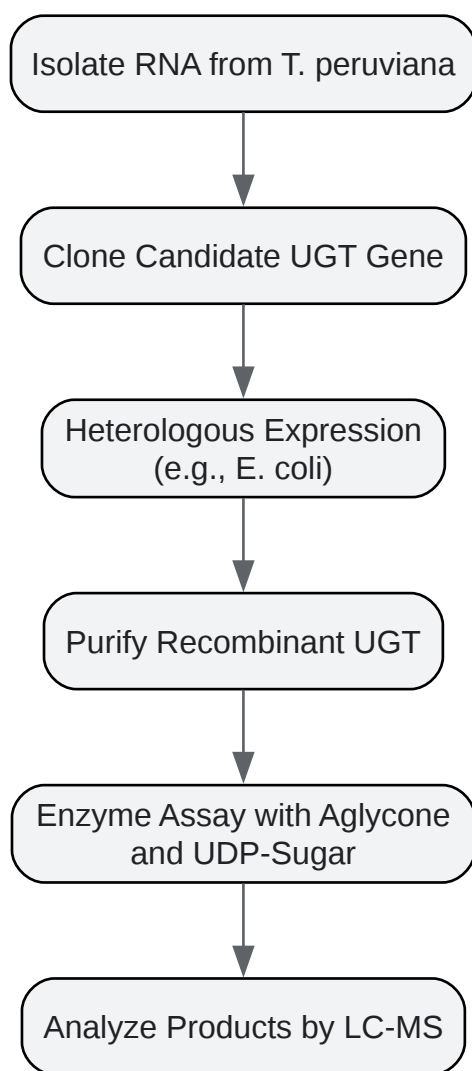 Isolate RNA from T. peruviana
Clone Candidate UGT Gene
Heterologous Expression
(e.g., E. coli)
Purify Recombinant UGT
Enzyme Assay with Aglycone
and UDP-Sugar
Analyze Products by LC-MS